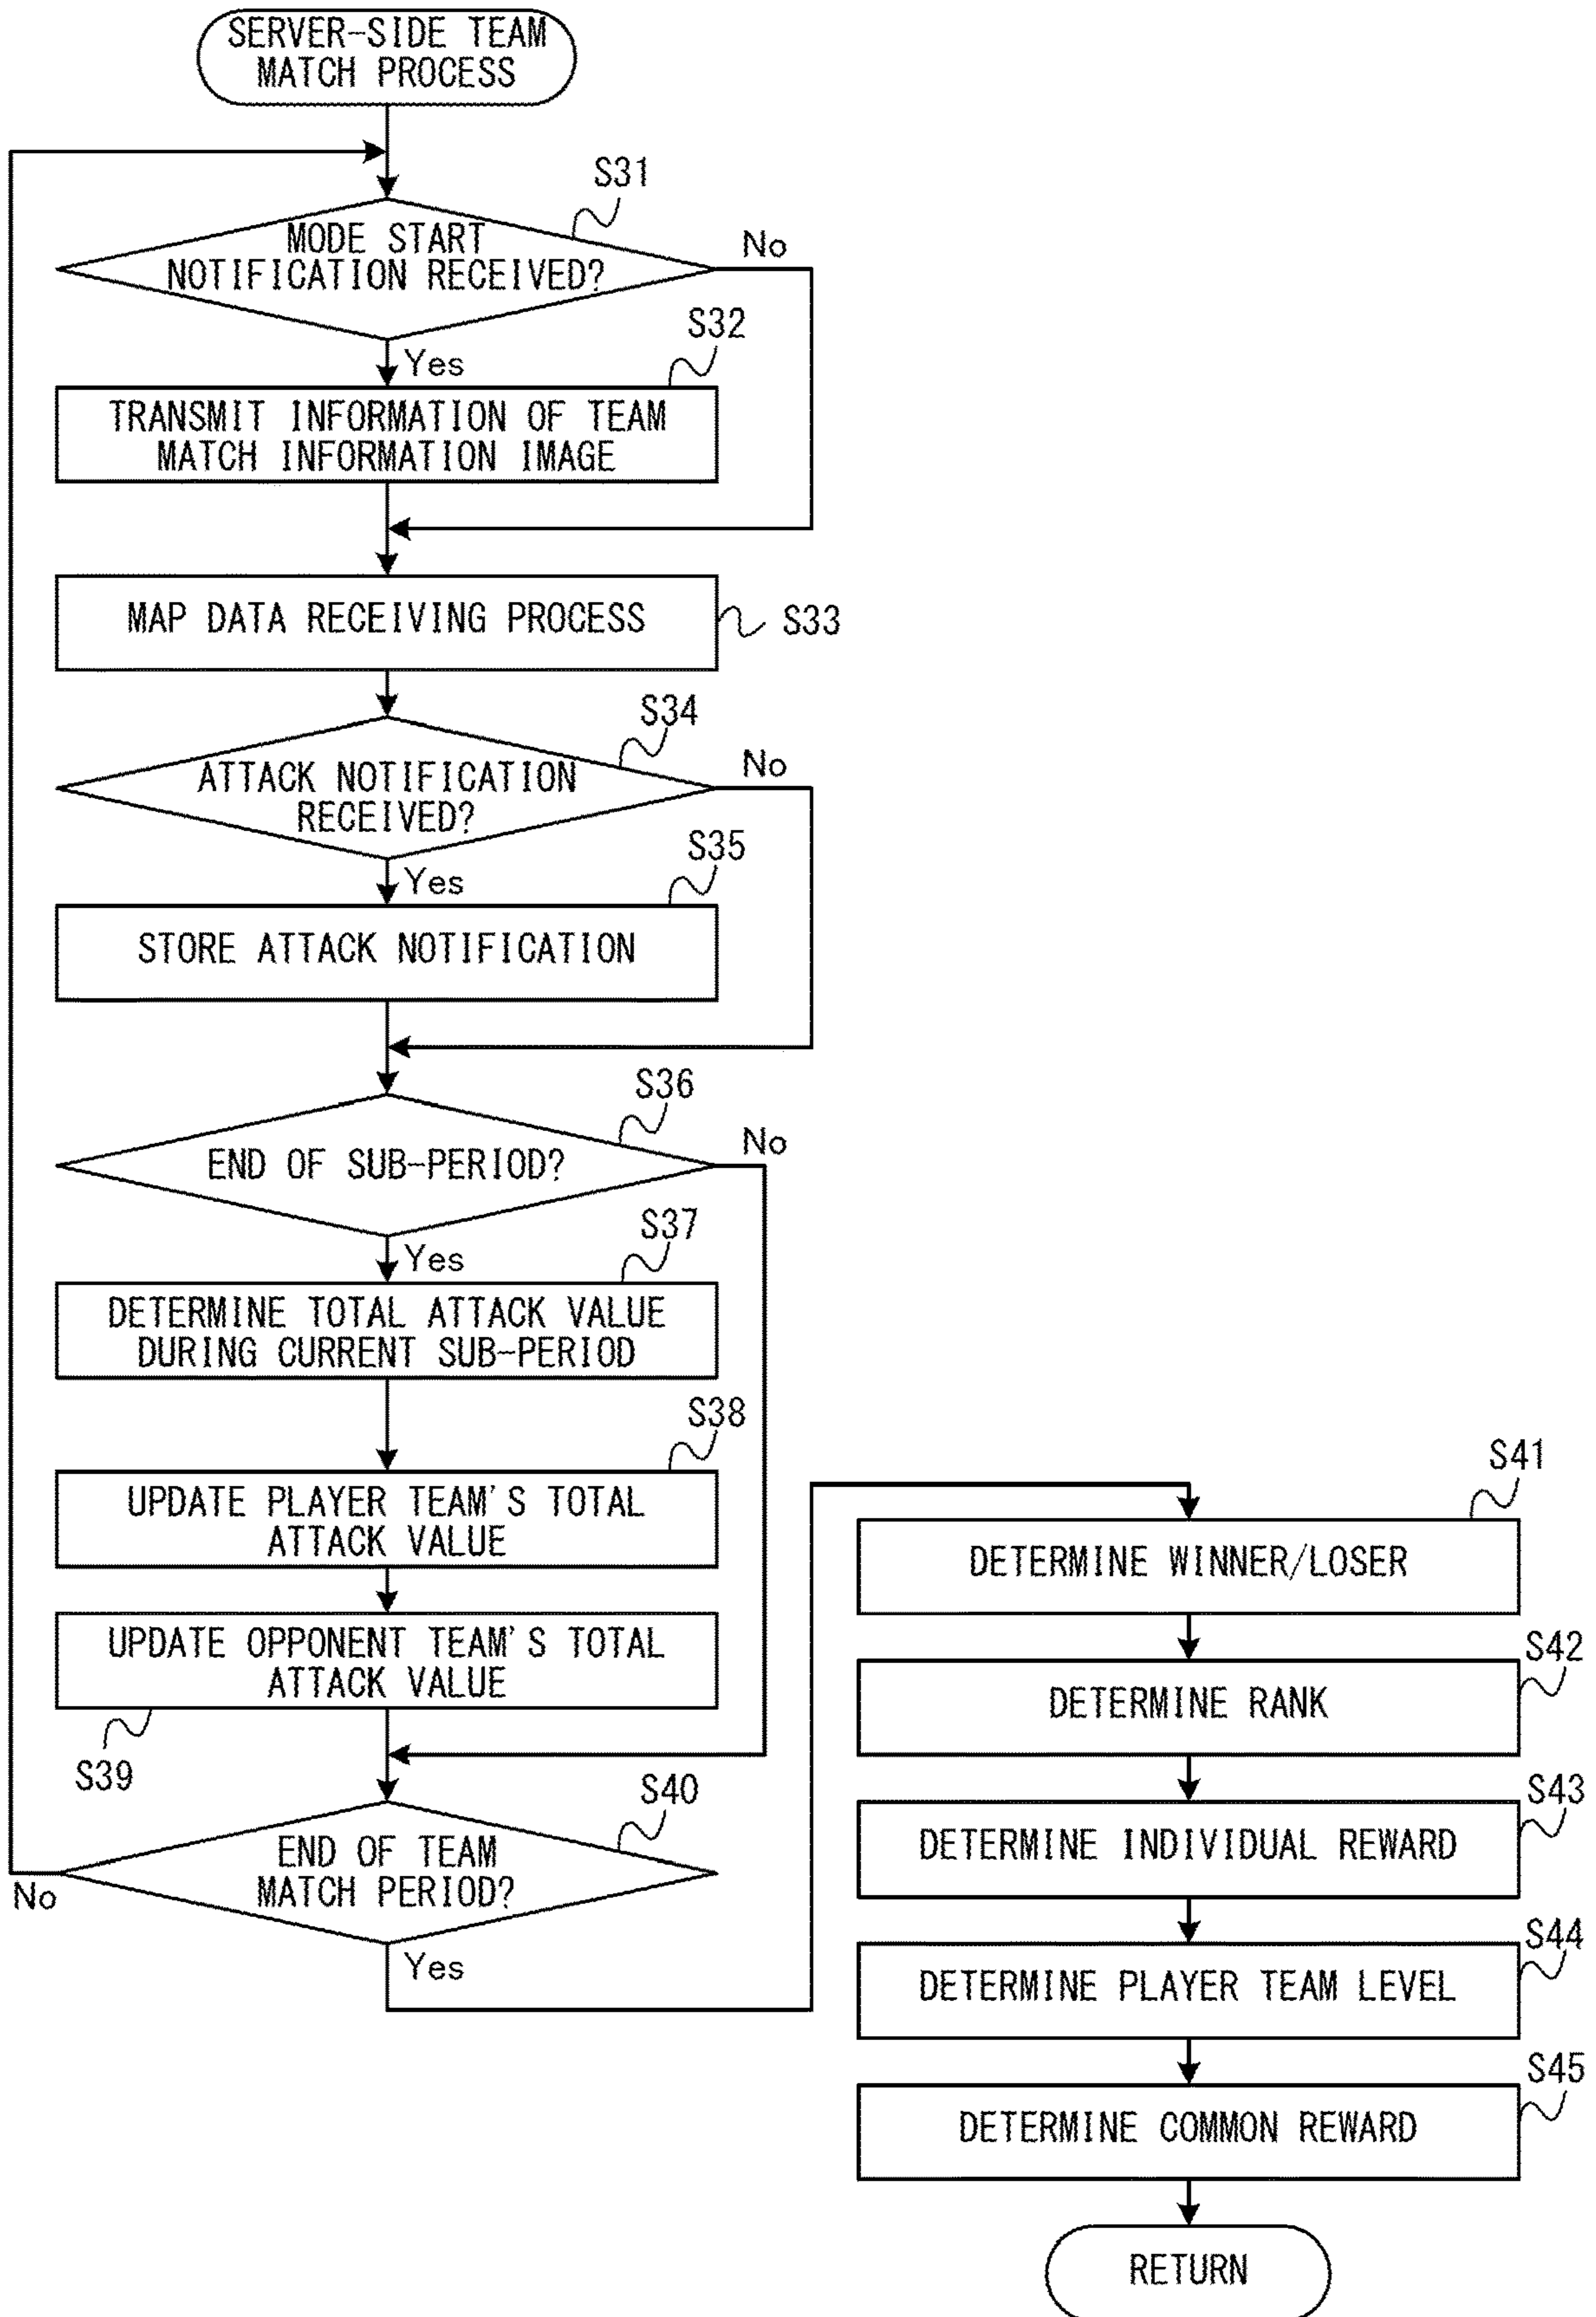 SERVER-SIDE TEAM
MATCH PROCESS
S31
MODE START
NOTIFICATION RECEIVED?
No
Yes
S32
TRANSMIT INFORMATION OF TEAM
MATCH INFORMATION IMAGE
MAP DATA RECEIVING PROCESS
S33
S34
ATTACK NOTIFICATION
RECEIVED?
No
Yes
S35
STORE ATTACK NOTIFICATION
S36
END OF SUB-PERIOD?
No
Yes
S37
DETERMINE TOTAL ATTACK VALUE
DURING CURRENT SUB-PERIOD
S38
UPDATE PLAYER TEAM'S TOTAL
ATTACK VALUE
UPDATE OPPONENT TEAM'S TOTAL
ATTACK VALUE
S39
S40
END OF TEAM
MATCH PERIOD?
No
Yes
S41
DETERMINE WINNER/LOSER
S42
DETERMINE RANK
S43
DETERMINE INDIVIDUAL REWARD
S44
DETERMINE PLAYER TEAM LEVEL
S45
DETERMINE COMMON REWARD
RETURN